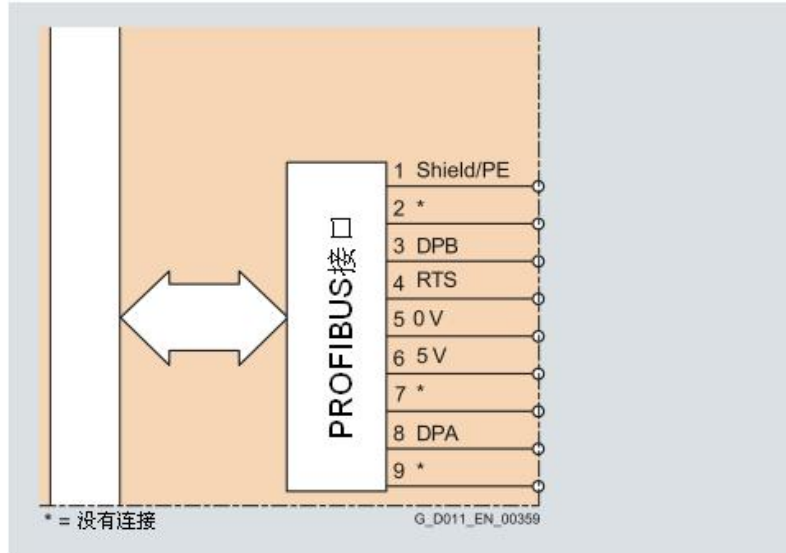 PROFIBUS接口
1 Shield/PE
2 *
3 DPB
4 RTS
5 0 V
6 5 V
7 *
8 DPA
9 *
* = 没有连接
G_D011_EN_00359